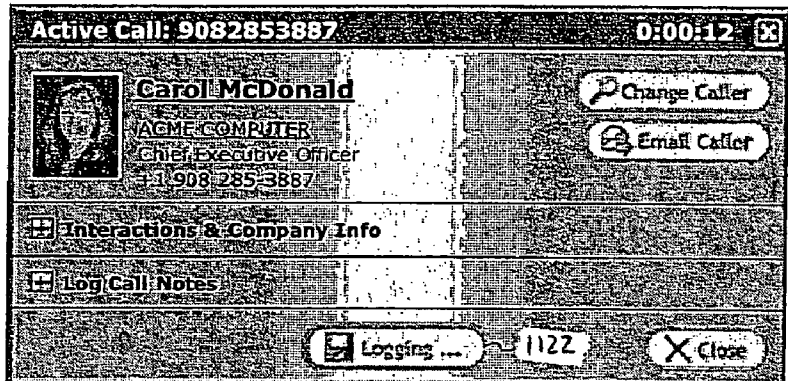 Active Call: 9082853887 0:00:12 X
Carol McDonald Change Caller
ACME COMPUTER
Email Caller
Chief Executive Officer
+1 908 285-3887
Interactions & Company Info
Log Call Notes
Logging ... 1122 Close